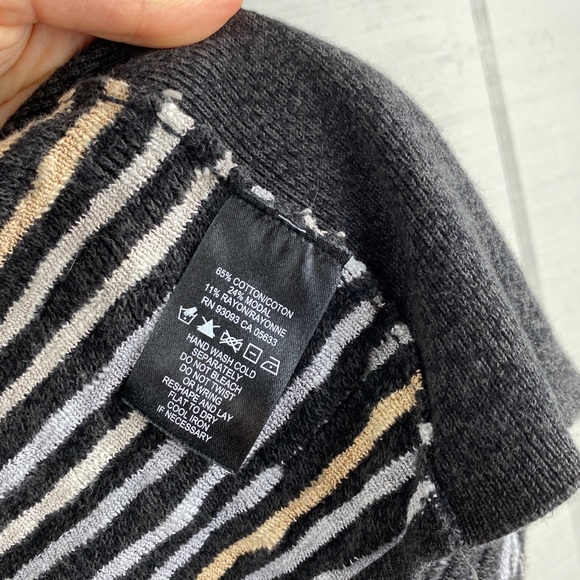 65% COTTON/COTON
24% MODAL
11% RAYON/RAYONNE
RN 93093 CA 05633
HAND WASH COLD
SEPARATELY
DO NOT BLEACH
DO NOT TWIST
OR WRING
RESHAPE AND LAY
FLAT TO DRY
COOL IRON
IF NECESSARY